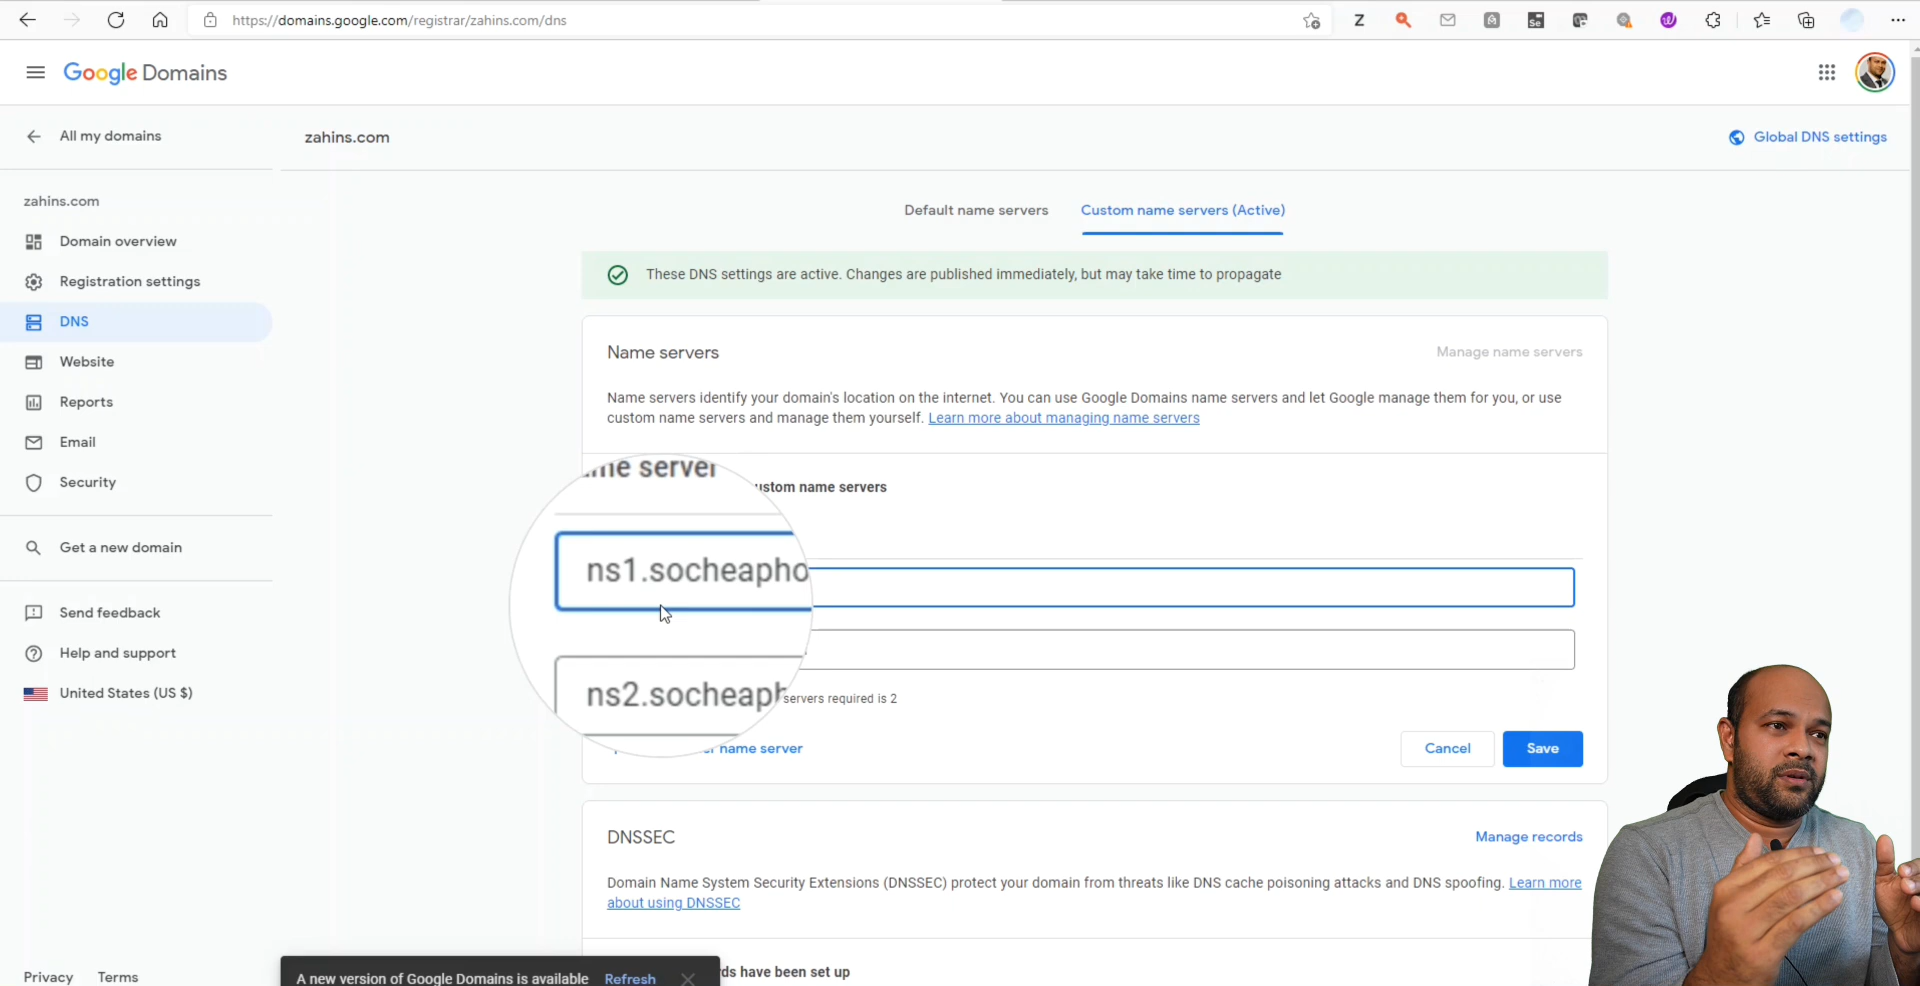 https://domains.google.com/registrar/zahins.com/dns
Google Domains
All my domains
zahins.com
Global DNS settings
zahins.com
Domain overview
Registration settings
DNS
Website
Reports
Email
Security
Get a new domain
Send feedback
Help and support
United States (US $)
Privacy Terms
Default name servers Custom name servers (Active)
These DNS settings are active. Changes are published immediately, but may take time to propagate
Name servers
Manage name servers
Name servers identify your domain's location on the internet. You can use Google Domains name servers and let Google manage them for you, or use
custom name servers and manage them yourself. Learn more about managing name servers
me server
ustom name servers
ns1.socheapho
ns2.socheaph
servers required is 2
name server
Cancel
Save
DNSSEC
Manage records
Domain Name System Security Extensions (DNSSEC) protect your domain from threats like DNS cache poisoning attacks and DNS spoofing. Learn more
about using DNSSEC
ds have been set up
A new version of Google Domains is available Refresh